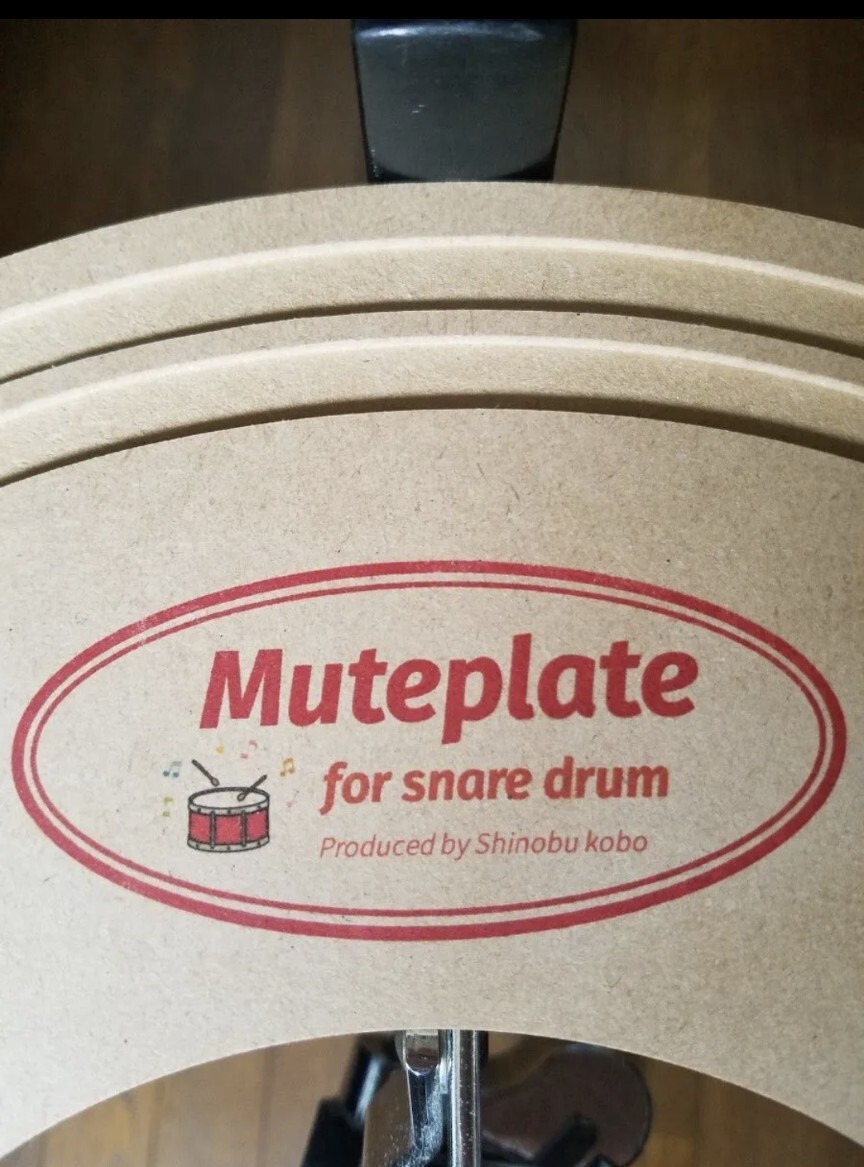 Muteplate
for snare drum
Produced by Shinobu kobo